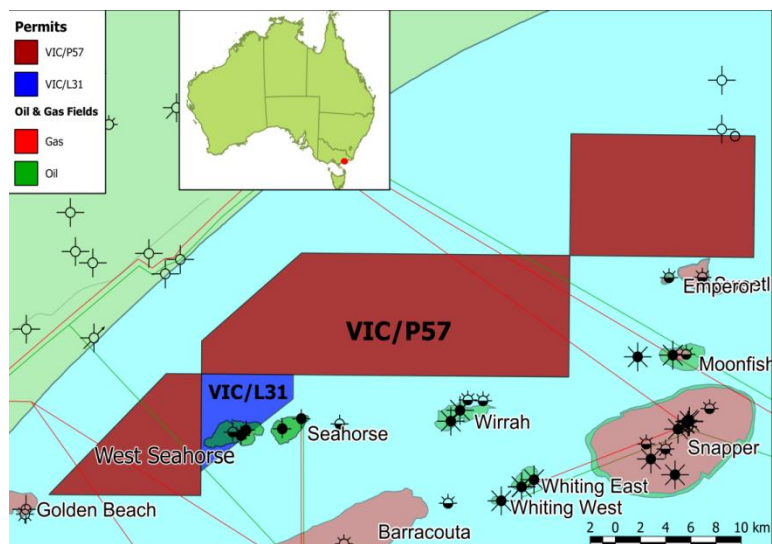 Permits
VIC/P57
VIC/L31
Oil & Gas Fields
Gas
Oil
Emperor
VIC/P57
Moonfish
VIC/L31
Seahorse
Wirrah
West Seahorse
Snapper
Whiting East
Whiting West
Golden Beach
Barracouta
2 0 2 4 6 8 10 km